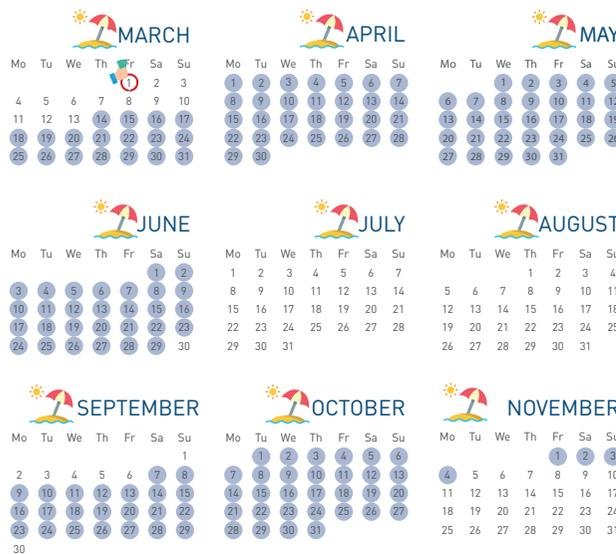 MARCH
Mo Tu We Th Fr Sa Su
1 2 3
4 5 6 7 8 9 10
11 12 13 14 15 16 17
18 19 20 21 22 23 24
25 26 27 28 29 30 31
APRIL
Mo Tu We Th Fr Sa Su
1 2 3 4 5 6 7
8 9 10 11 12 13 14
15 16 17 18 19 20 21
22 23 24 25 26 27 28
29 30
MAY
Mo Tu We Th Fr Sa Su
1 2 3 4 5
6 7 8 9 10 11
13 14 15 16 17 18
20 21 22 23 24 25
27 28 29 30 31
JUNE
Mo Tu We Th Fr Sa Su
1 2
3 4 5 6 7 8 9
10 11 12 13 14 15 16
17 18 19 20 21 22 23
24 25 26 27 28 29 30
JULY
Mo Tu We Th Fr Sa Su
1 2 3 4 5 6 7
8 9 10 11 12 13 14
15 16 17 18 19 20 21
22 23 24 25 26 27 28
29 30 31
AUGUST
Mo Tu We Th Fr Sa Su
1 2 3 4
5 6 7 8 9 10
12 13 14 15 16 17
19 20 21 22 23 24
26 27 28 29 30 31
SEPTEMBER
Mo Tu We Th Fr Sa Su
1
2 3 4 5 6 7 8
9 10 11 12 13 14 15
16 17 18 19 20 21 22
23 24 25 26 27 28 29
30
OCTOBER
Mo Tu We Th Fr Sa Su
1 2 3 4 5 6
7 8 9 10 11 12 13
14 15 16 17 18 19 20
21 22 23 24 25 26 27
28 29 30 31
NOVEMBER
Mo Tu We Th Fr Sa Su
1 2 3
4 5 6 7 8 9
11 12 13 14 15 16
18 19 20 21 22 23
25 26 27 28 29 30